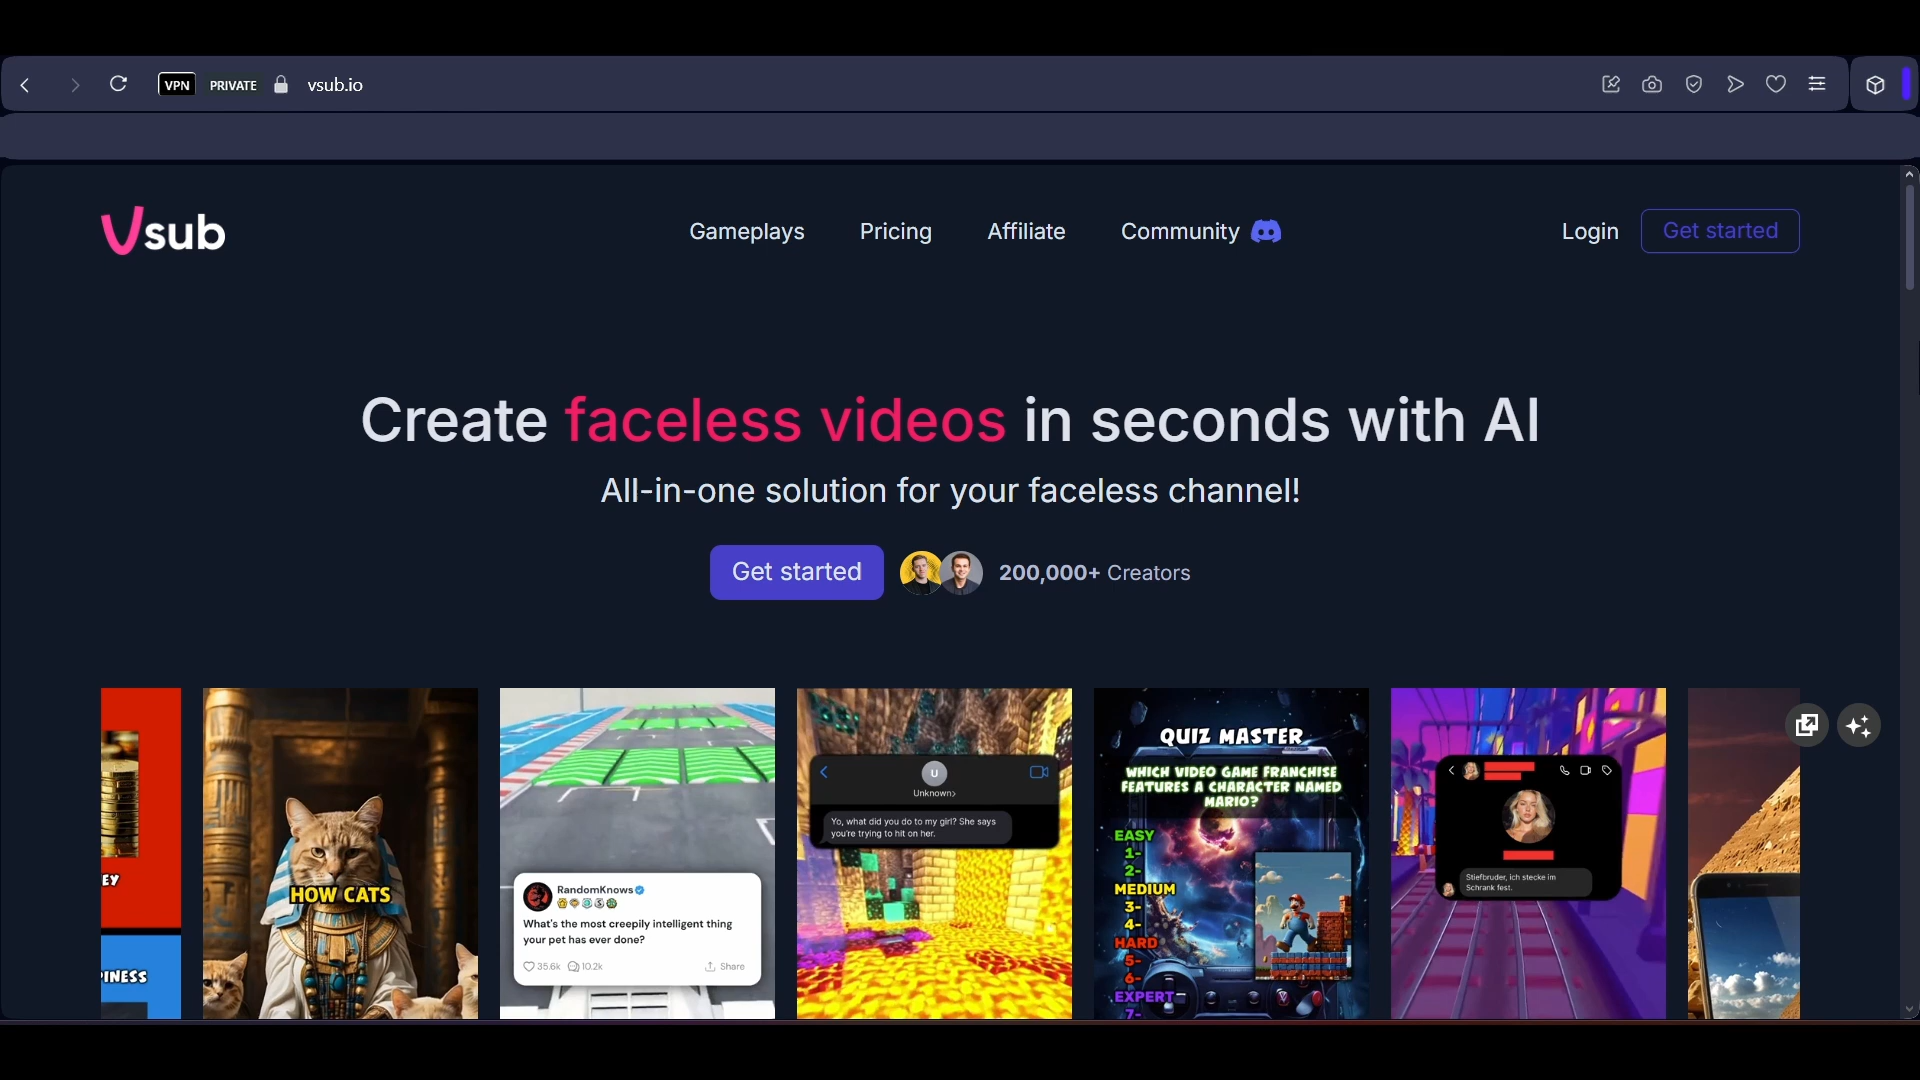 VPN PRIVATE vsub.io
Vsub
Gameplays Pricing Affiliate Community Login Get started
Create faceless videos in seconds with AI
All-in-one solution for your faceless channel!
Get started 200,000+ Creators
EY
INESS
HOW CATS
RandomKnows
What's the most creepily intelligent thing
your pet has ever done?
35.6k 10.2k Share
U
Unknown>
Yo, what did you do to my girl? She says
you're trying to hit on her.
QUIZ MASTER
WHICH VIDEO GAME FRANCHISE
FEATURES A CHARACTER NAMED
MARIO?
EASY
1-
2-
MEDIUM
3-
4-
HARD
5-
6-
EXPERT
7-
Stiefbruder, ich stecke im
Schrank fest.